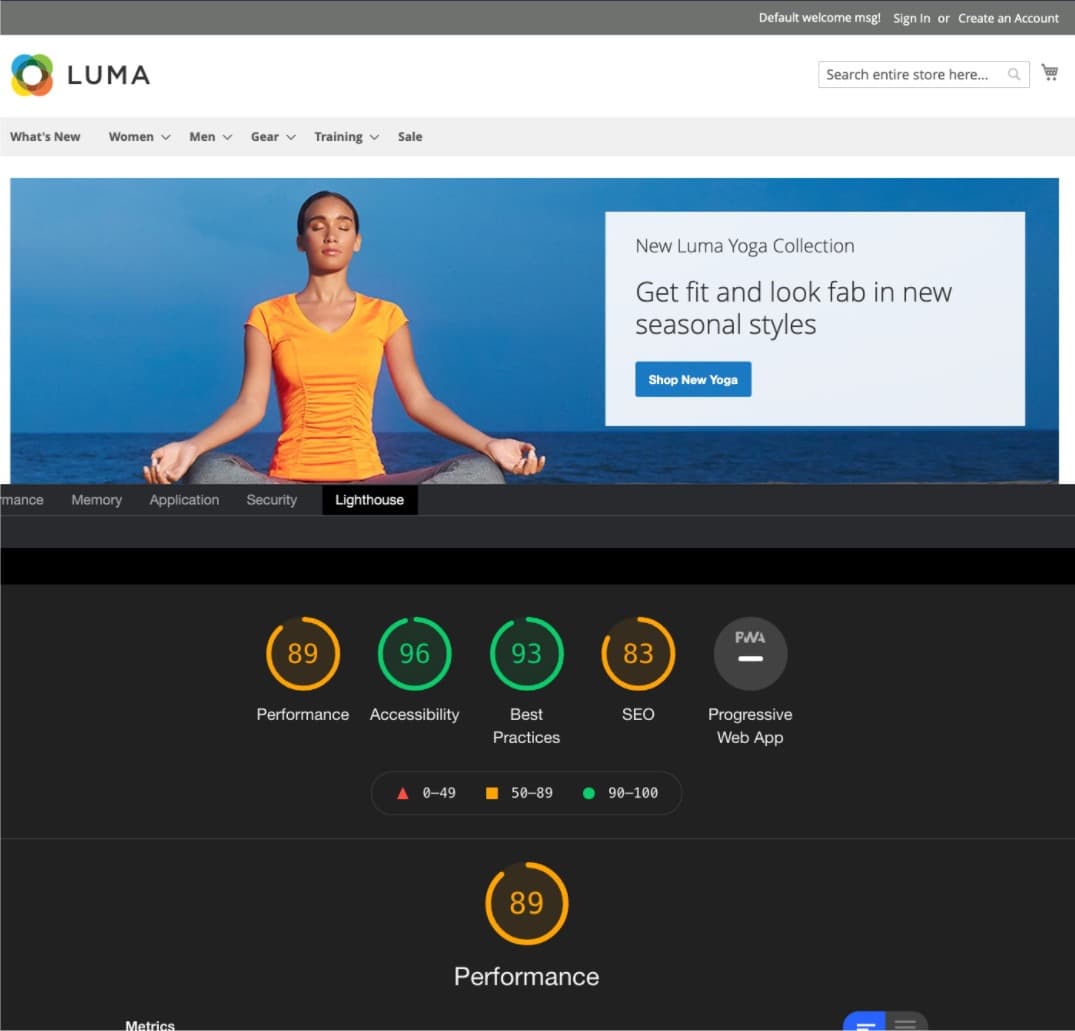 Default welcome msg! Sign In or Create an Account
LUMA
Search entire store here...
What's New Women Men Gear Training Sale
New Luma Yoga Collection
Get fit and look fab in new
seasonal styles
Shop New Yoga
rmance Memory Application Security Lighthouse
89 96 93 83 PWA
Performance Accessibility Best Practices SEO Progressive Web App
0–49 50–89 90–100
89
Performance
Metrics